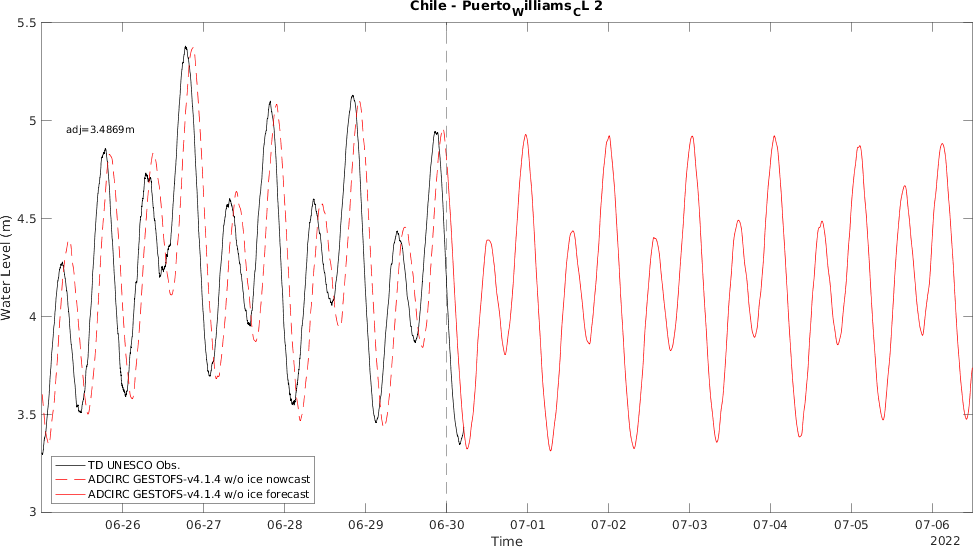 Chile - PuertoWilliamsCL 2
5.5
5
4.5
4
3.5
3
Water Level (m)
adj=3.4869m
TD UNESCO Obs.
ADCIRC GESTOFS-v4.1.4 w/o ice nowcast
ADCIRC GESTOFS-v4.1.4 w/o ice forecast
06-26 06-27 06-28 06-29 06-30 07-01 07-02 07-03 07-04 07-05 07-06
Time
2022